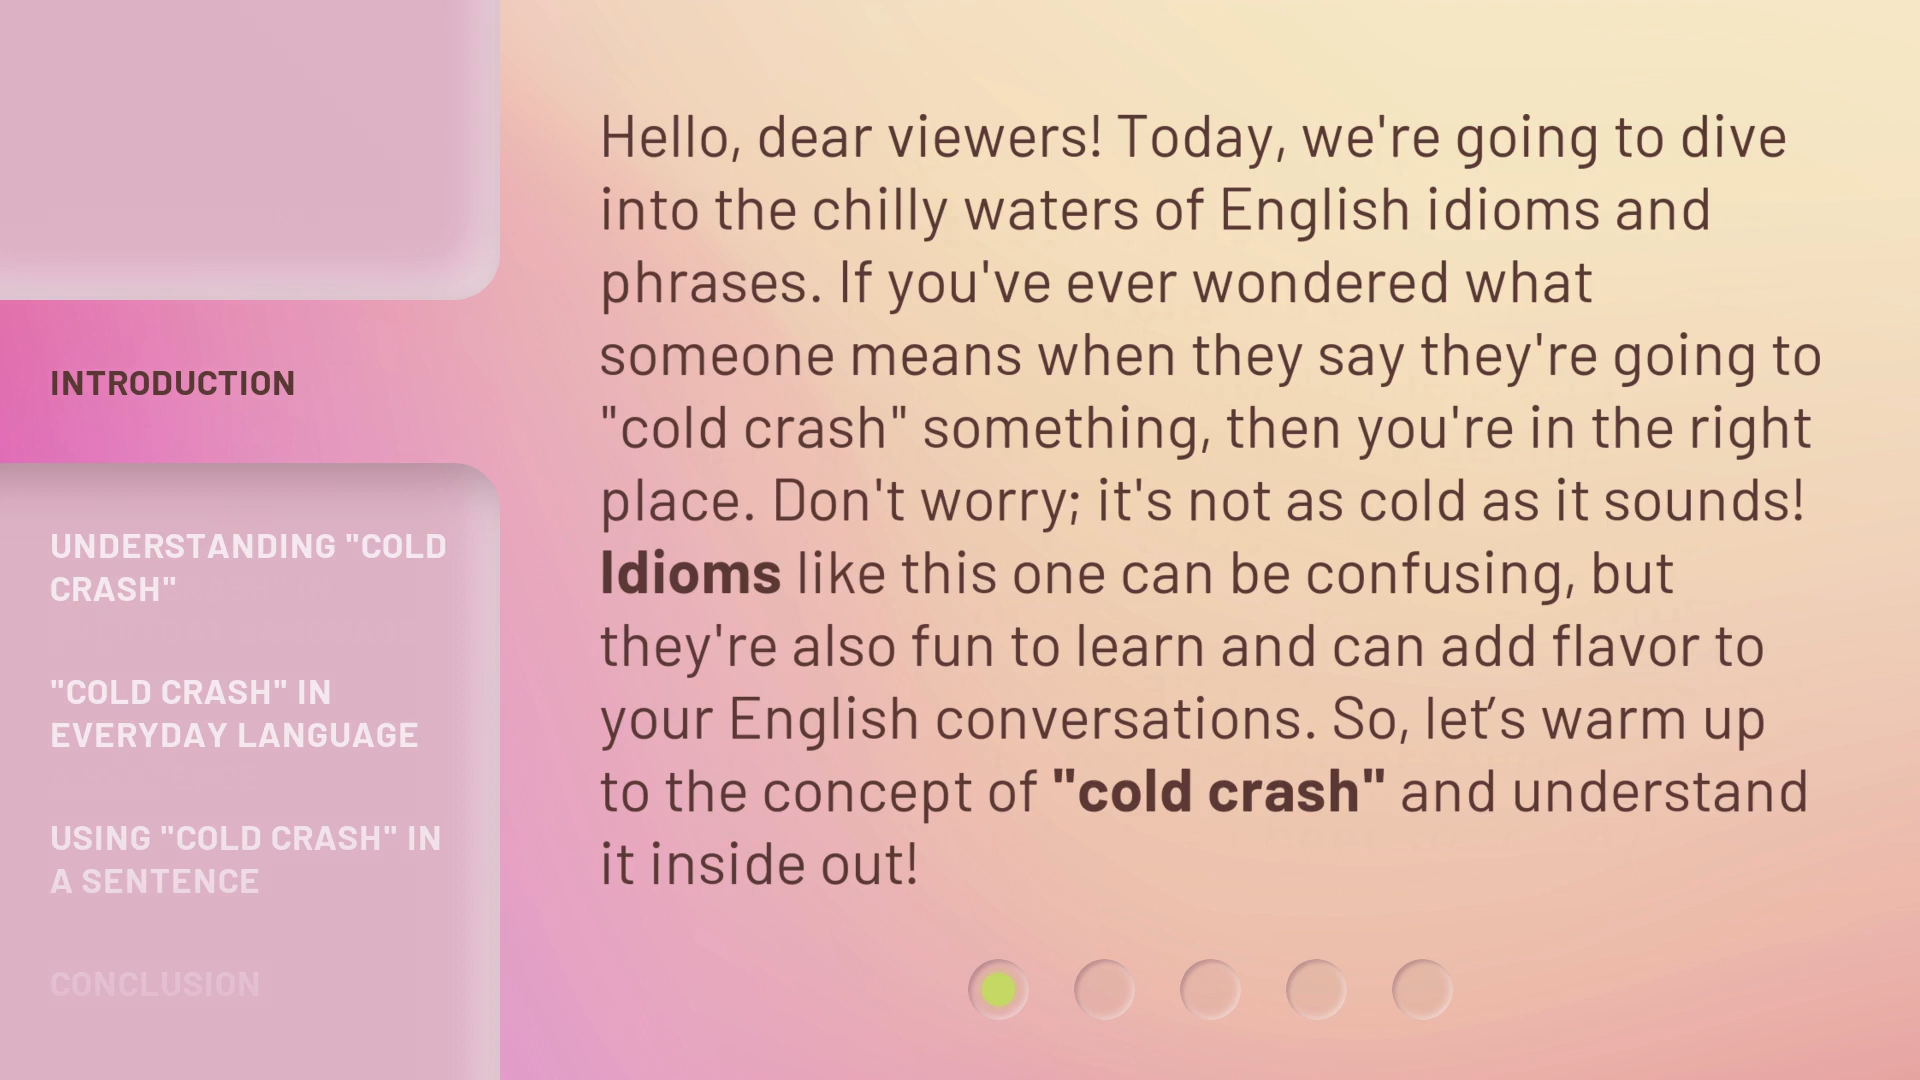 INTRODUCTION
UNDERSTANDING "COLD
CRASH"
"COLD CRASH" IN
EVERYDAY LANGUAGE
USING "COLD CRASH" IN
A SENTENCE
CONCLUSION
Hello, dear viewers! Today, we're going to dive
into the chilly waters of English idioms and
phrases. If you've ever wondered what
someone means when they say they're going to
"cold crash" something, then you're in the right
place. Don't worry; it's not as cold as it sounds!
Idioms like this one can be confusing, but
they're also fun to learn and can add flavor to
your English conversations. So, let’s warm up
to the concept of "cold crash" and understand
it inside out!